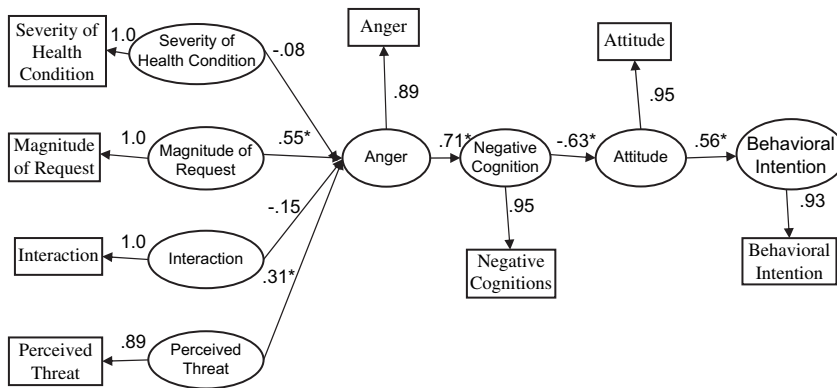 Severity of
Health
Condition
1.0
Severity of
Health Condition
-.08
Anger
.89
Attitude
.95
Magnitude
of Request
1.0
Magnitude of
Request
.55*
Anger
.71*
Negative
Cognition
-.63*
Attitude
.56*
Behavioral
Intention
-.15
.95
.93
Interaction
1.0
Interaction
.31*
Negative
Cognitions
Behavioral
Intention
Perceived
Threat
.89
Perceived
Threat